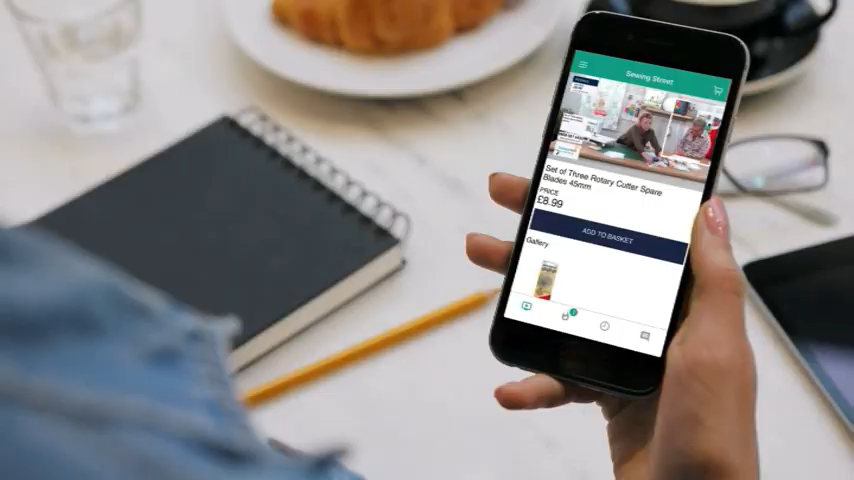 Sewing Street
Set of Three Rotary Cutter Spare
Blades 45mm
PRICE
£8.99
ADD TO BASKET
Gallery